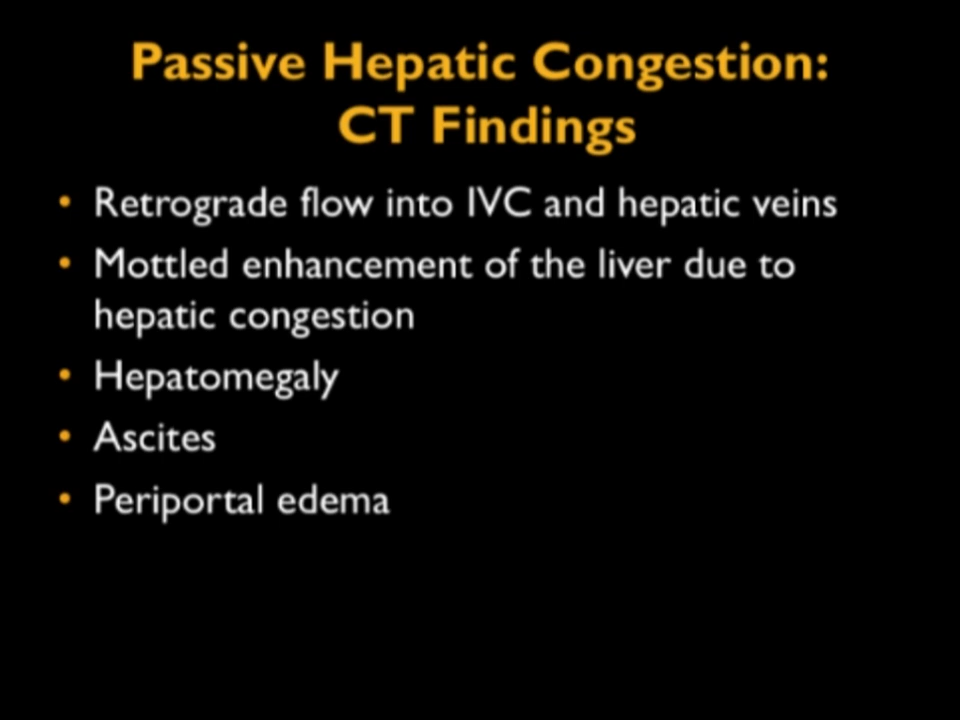 Passive Hepatic Congestion:
CT Findings
• Retrograde flow into IVC and hepatic veins
• Mottled enhancement of the liver due to
hepatic congestion
• Hepatomegaly
• Ascites
• Periportal edema